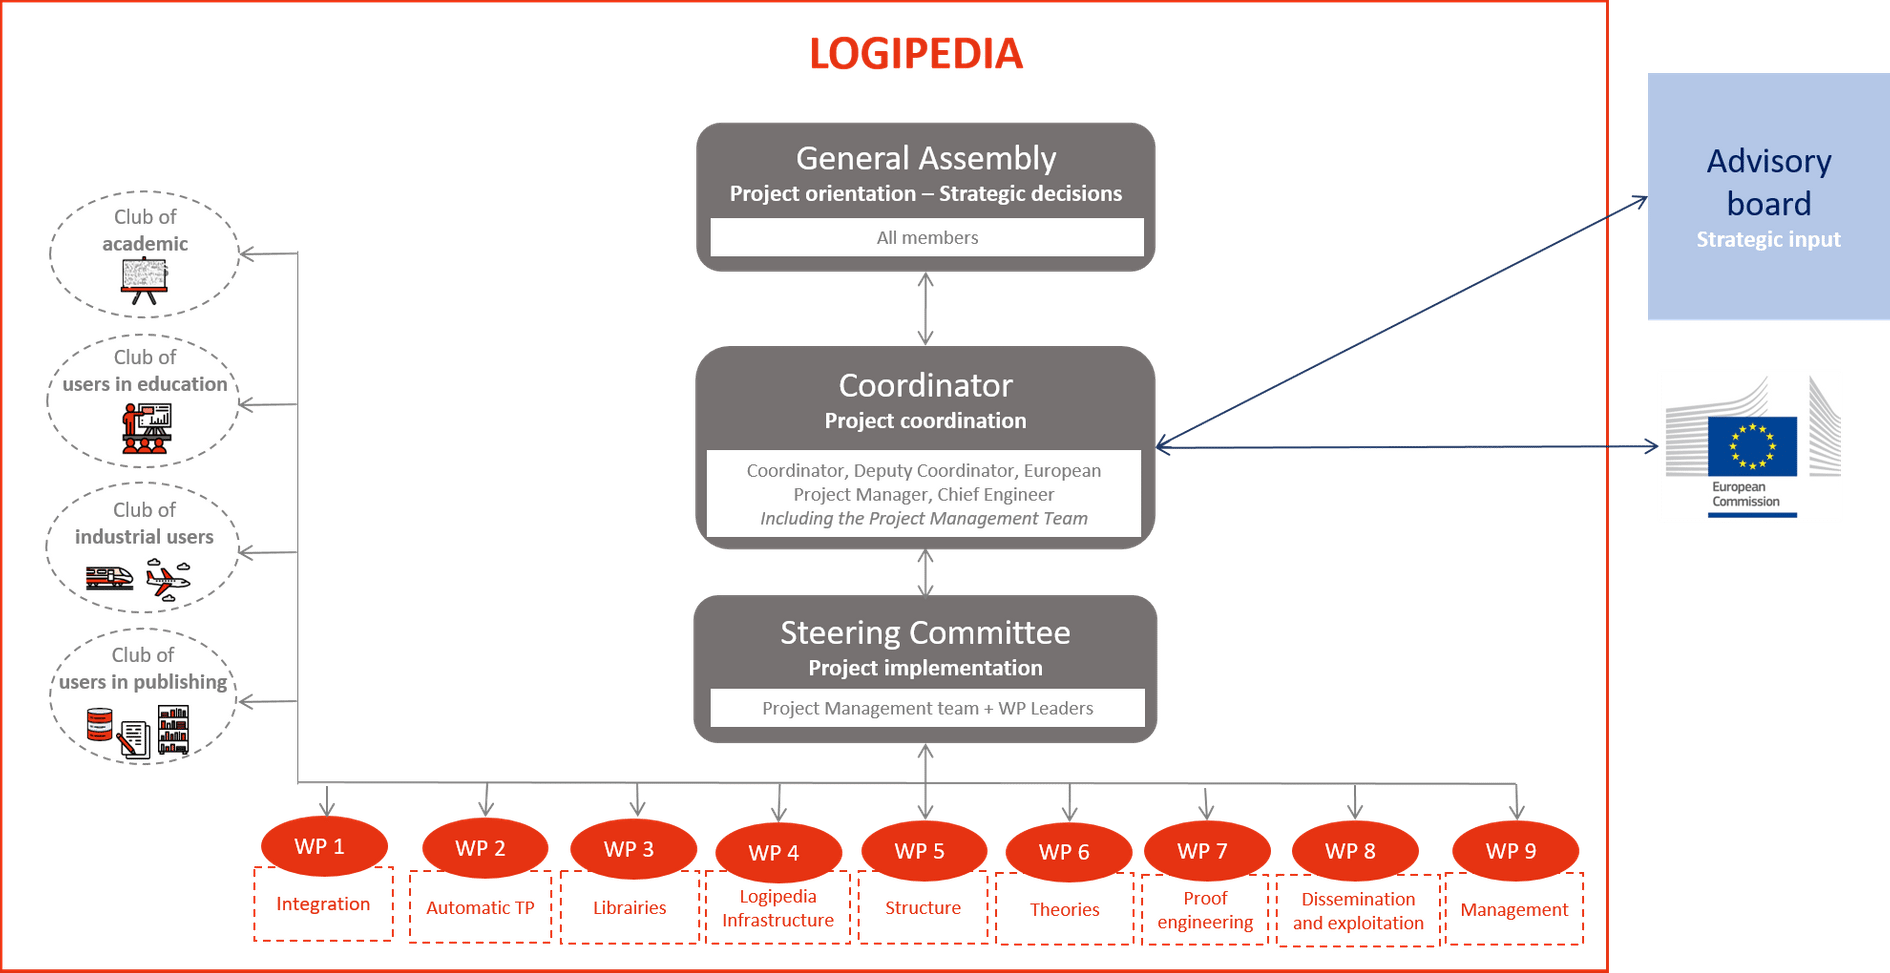 LOGIPEDIA
General Assembly
Project orientation – Strategic decisions
All members
Advisory
board
Strategic input
Club of
academic
Club of
users in education
Club of
industrial users
Club of
users in publishing
Coordinator
Project coordination
Coordinator, Deputy Coordinator, European
Project Manager, Chief Engineer
Including the Project Management Team
European
Commission
Steering Committee
Project implementation
Project Management team + WP Leaders
WP 1
Integration
WP 2
Automatic TP
WP 3
Librairies
WP 4
Logipedia
Infrastructure
WP 5
Structure
WP 6
Theories
WP 7
Proof
engineering
WP 8
Dissemination
and exploitation
WP 9
Management